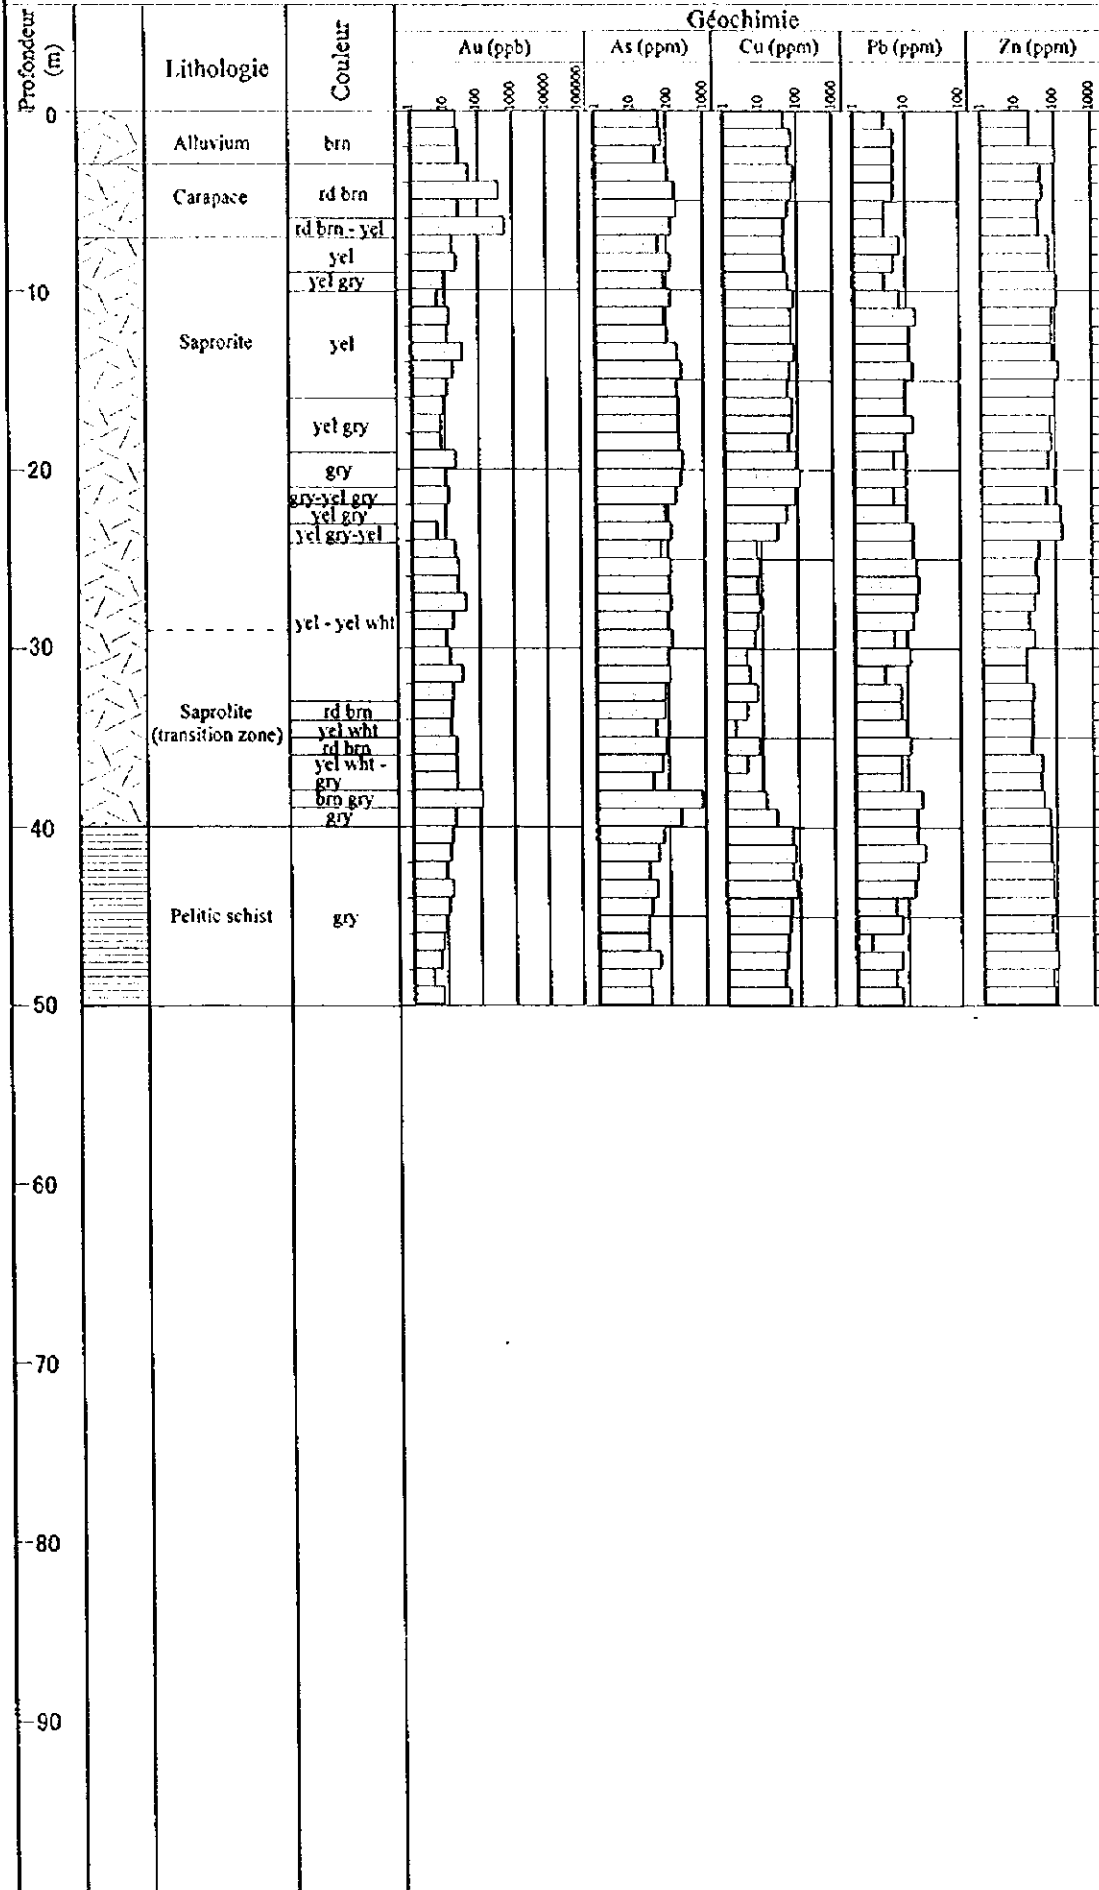 Géochimie
Profondeur
(m)
Lithologie
Couleur
Au (ppb)
As (ppm)
Cu (ppm)
Pb (ppm)
Zn (ppm)
1 10 100 1000 10000 100000
1 10 100 1000
1 10 100 1000
1 10 100
1 10 100 1000
0
Alluvium
brn
Carapace
rd brn
rd brn - yel
yel
yel gry
10
Saprorite
yel
yel gry
20
gry
gry-yel gry
yel gry
yel gry-yel
yel - yel wht
30
Saprolite
(transition zone)
rd brn
yel wht
rd brn
yel wht -
gry
brn gry
gry
40
Pelitic schist
gry
50
60
70
80
90